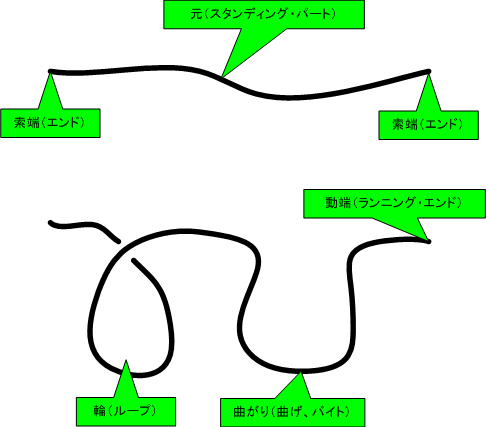 元(スタンディング・パート)
索端(エンド)
索端(エンド)
動端(ランニング・エンド)
輪(ループ)
曲がり(曲げ、バイト)